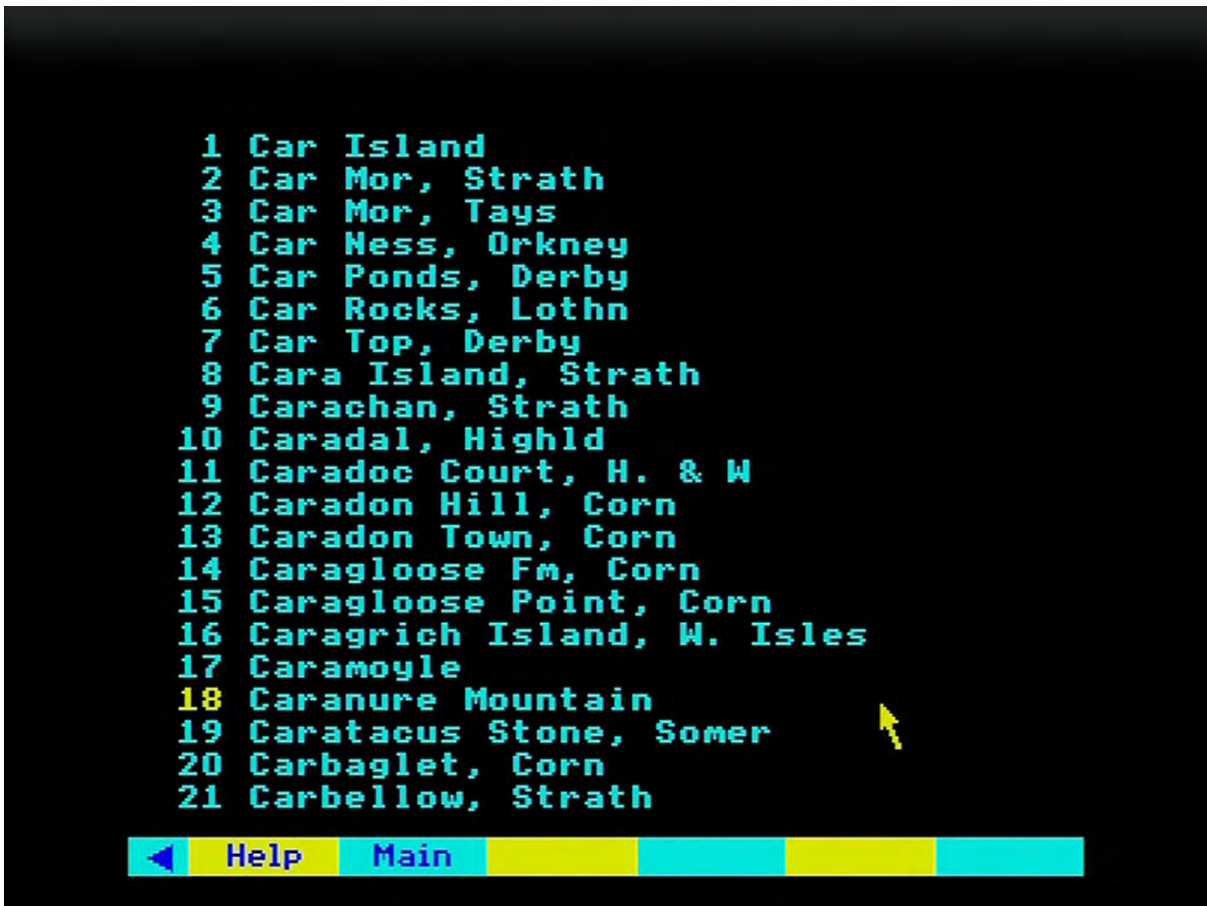 1 Car Island
2 Car Mor, Strath
3 Car Mor, Tays
4 Car Ness, Orkney
5 Car Ponds, Derby
6 Car Rocks, Lothn
7 Car Top, Derby
8 Cara Island, Strath
9 Carachan, Strath
10 Caradal, Highld
11 Caradoc Court, H. & W
12 Caradon Hill, Corn
13 Caradon Town, Corn
14 Caragloose Fm, Corn
15 Caragloose Point, Corn
16 Caragrich Island, W. Isles
17 Caramoyle
18 Caranure Mountain
19 Caratacus Stone, Somer
20 Carbaglet, Corn
21 Carbellow, Strath
Help Main